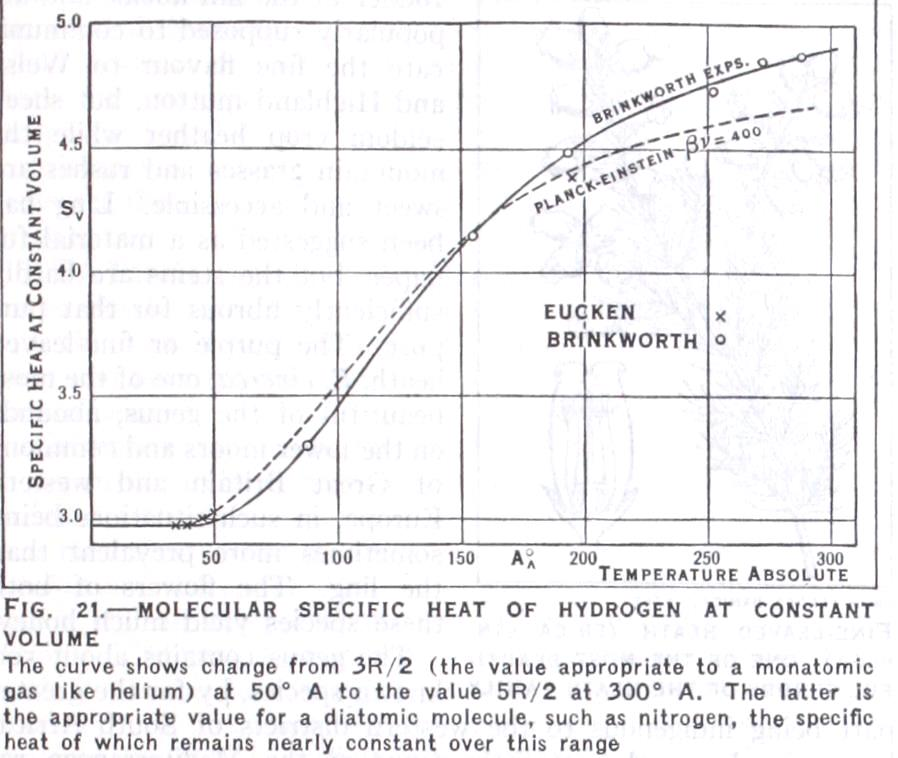 5.0
4.5
4.0
3.5
3.0
SPECIFIC HEAT AT CONSTANT VOLUME
Sᵥ
BRINKWORTH EXPS.
PLANCK-EINSTEIN βν=400
EUCKEN ×
BRINKWORTH ○
50 100 150 200 250 300
TEMPERATURE ABSOLUTE
FIG. 21.—MOLECULAR SPECIFIC HEAT OF HYDROGEN AT CONSTANT
VOLUME
The curve shows the change from 3R/2 (the value appropriate to a monatomic
gas like helium) at 50° A to the value 5R/2 at 300° A. The latter is
the appropriate value for a diatomic molecule, such as nitrogen, the specific
heat of which remains nearly constant over this range